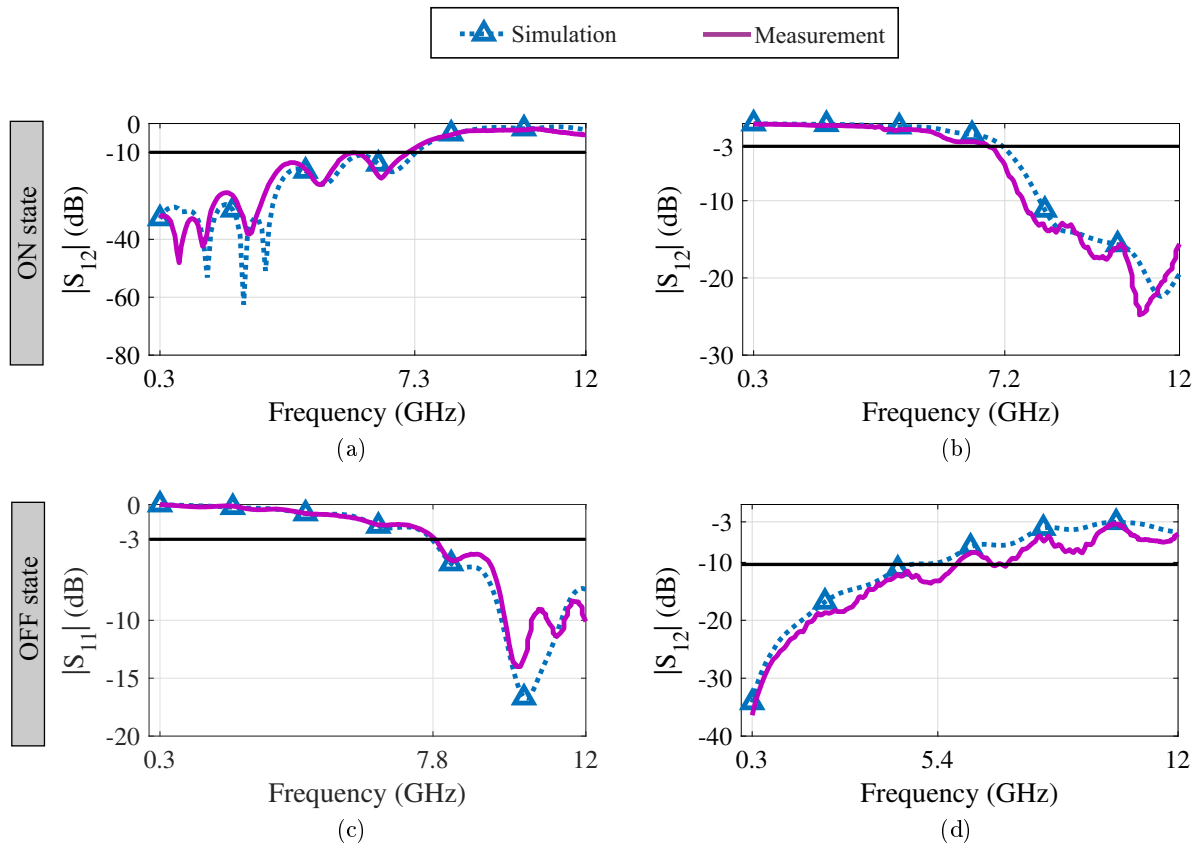 Simulation Measurement
ON state
|S12| (dB)
0
-10
-40
-60
-80
0.3 7.3 12
Frequency (GHz)
(a)
|S12| (dB)
-3
-10
-20
-30
0.3 7.2 12
Frequency (GHz)
(b)
OFF state
|S11| (dB)
0
-3
-10
-15
-20
0.3 7.8 12
Frequency (GHz)
(c)
|S12| (dB)
-3
-10
-20
-30
-40
0.3 5.4 12
Frequency (GHz)
(d)